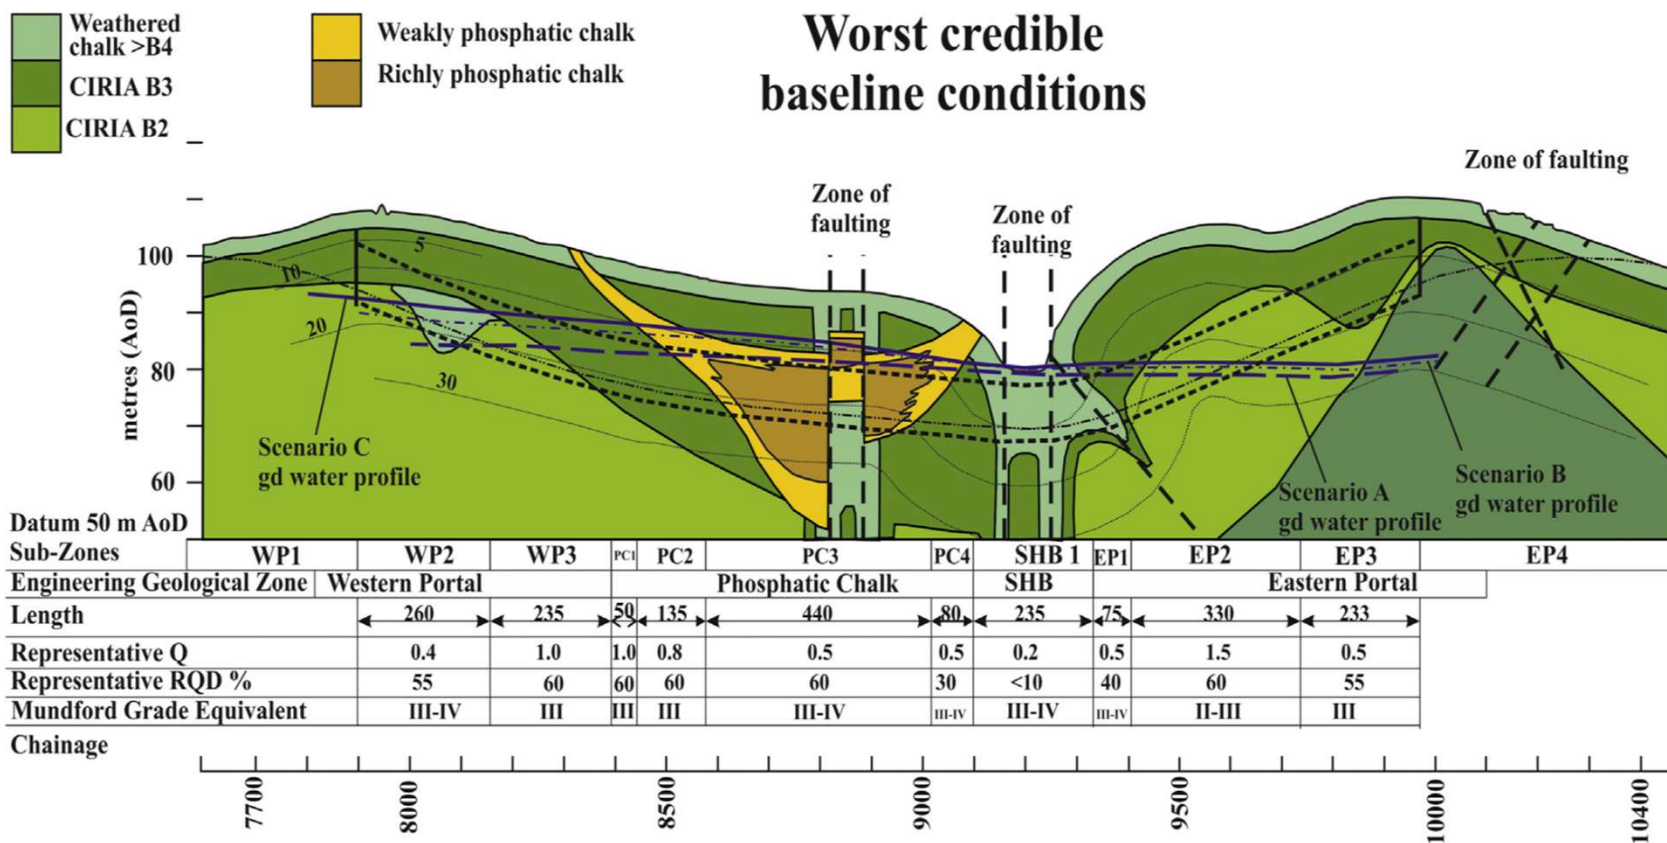 Weathered
chalk >B4
CIRIA B3
CIRIA B2
Weakly phosphatic chalk
Richly phosphatic chalk
Worst credible
baseline conditions
Zone of faulting
Zone of
faulting
Zone of
faulting
metres (AoD)
100
80
60
5
10
20
30
Scenario C
gd water profile
Scenario A
gd water profile
Scenario B
gd water profile
Datum 50 m AoD
Sub-Zones WP1 WP2 WP3 PC1 PC2 PC3 PC4 SHB 1 EP1 EP2 EP3 EP4
Engineering Geological Zone Western Portal Phosphatic Chalk SHB Eastern Portal
Length 260 235 50 135 440 80 235 75 330 233
Representative Q 0.4 1.0 1.0 0.8 0.5 0.5 0.2 0.5 1.5 0.5
Representative RQD % 55 60 60 60 60 30 <10 40 60 55
Mundford Grade Equivalent III-IV III III III III-IV III-IV III-IV III-IV II-III III
Chainage
7700 8000 8500 9000 9500 10000 10400